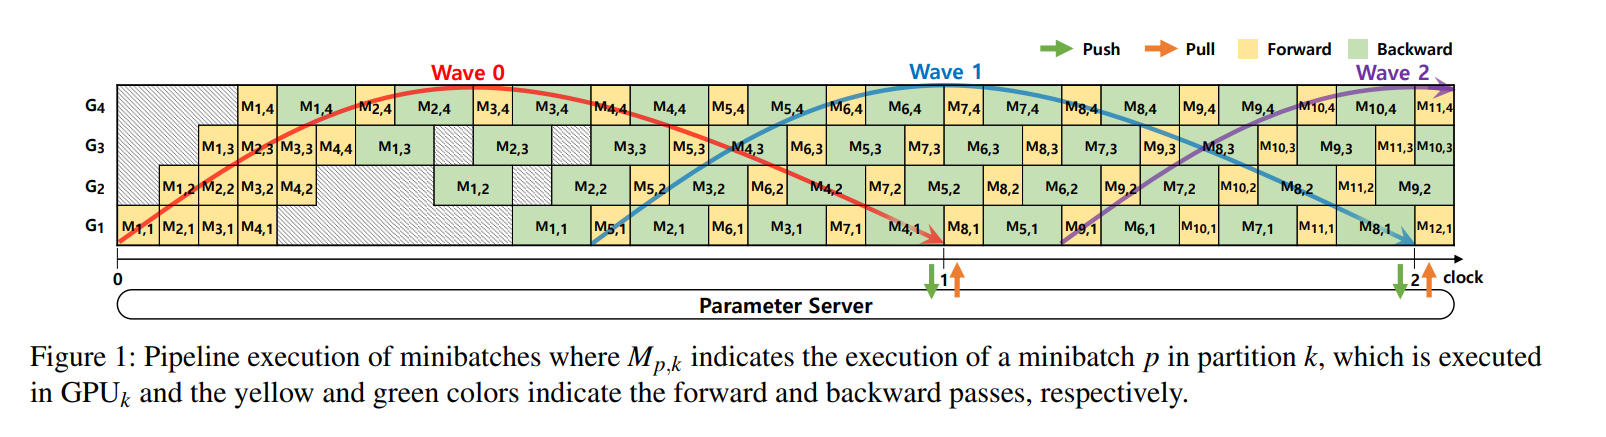 Push Pull Forward Backward
Wave 0 Wave 1 Wave 2
G4 M1,4 M1,4 M2,4 M2,4 M3,4 M3,4 M4,4 M4,4 M5,4 M5,4 M6,4 M6,4 M7,4 M7,4 M8,4 M8,4 M9,4 M9,4 M10,4 M10,4 M11,4
G3 M1,3 M2,3 M3,3 M4,4 M1,3 M2,3 M3,3 M5,3 M4,3 M6,3 M5,3 M7,3 M6,3 M8,3 M7,3 M9,3 M8,3 M10,3 M9,3 M11,3 M10,3
G2 M1,2 M2,2 M3,2 M4,2 M1,2 M2,2 M5,2 M3,2 M6,2 M4,2 M7,2 M5,2 M8,2 M6,2 M9,2 M7,2 M10,2 M8,2 M11,2 M9,2
G1 M1,1 M2,1 M3,1 M4,1 M1,1 M5,1 M2,1 M6,1 M3,1 M7,1 M4,1 M8,1 M5,1 M9,1 M6,1 M10,1 M7,1 M11,1 M8,1 M12,1
0 1 2 clock
Parameter Server
Figure 1: Pipeline execution of minibatches where Mp,k indicates the execution of a minibatch p in partition k, which is executed
in GPUk and the yellow and green colors indicate the forward and backward passes, respectively.